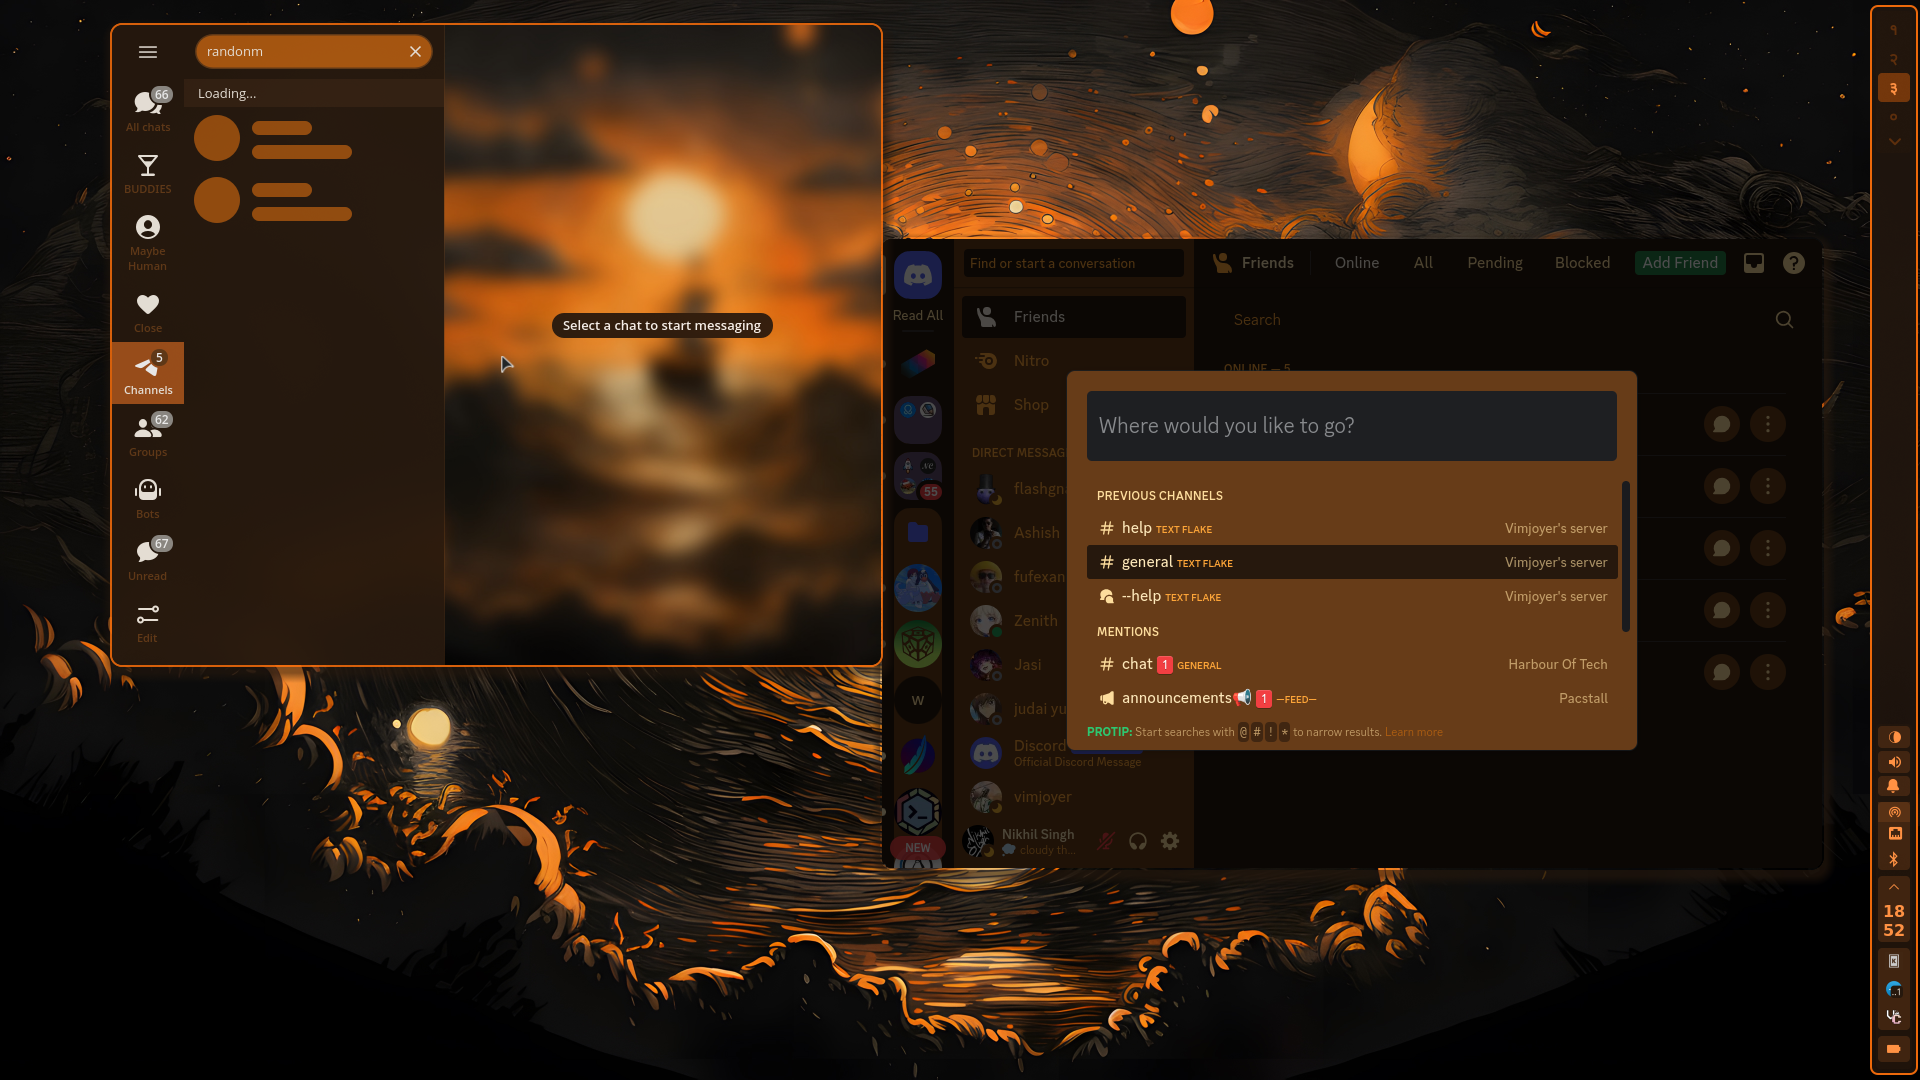 randonm
Loading...
66
All chats
BUDDIES
Maybe
Human
Close
5
Channels
62
Groups
Bots
67
Unread
Edit
Select a chat to start messaging
Read All
55
W
NEW
Find or start a conversation
Friends
Nitro
Shop
DIRECT MESSAG
flashgn
Ashish
fufexan
Zenith
Jasi
judai yu
Discord
Official Discord Message
vimjoyer
Nikhil Singh
cloudy th...
Friends
Online
All
Pending
Blocked
Add Friend
Search
ONLINE — 5
Where would you like to go?
PREVIOUS CHANNELS
# help TEXT FLAKE Vimjoyer's server
# general TEXT FLAKE Vimjoyer's server
--help TEXT FLAKE Vimjoyer's server
MENTIONS
# chat 1 GENERAL Harbour Of Tech
announcements📢 1 —FEED— Pacstall
PROTIP: Start searches with @ # ! * to narrow results. Learn more
१
२
३
०
18
52